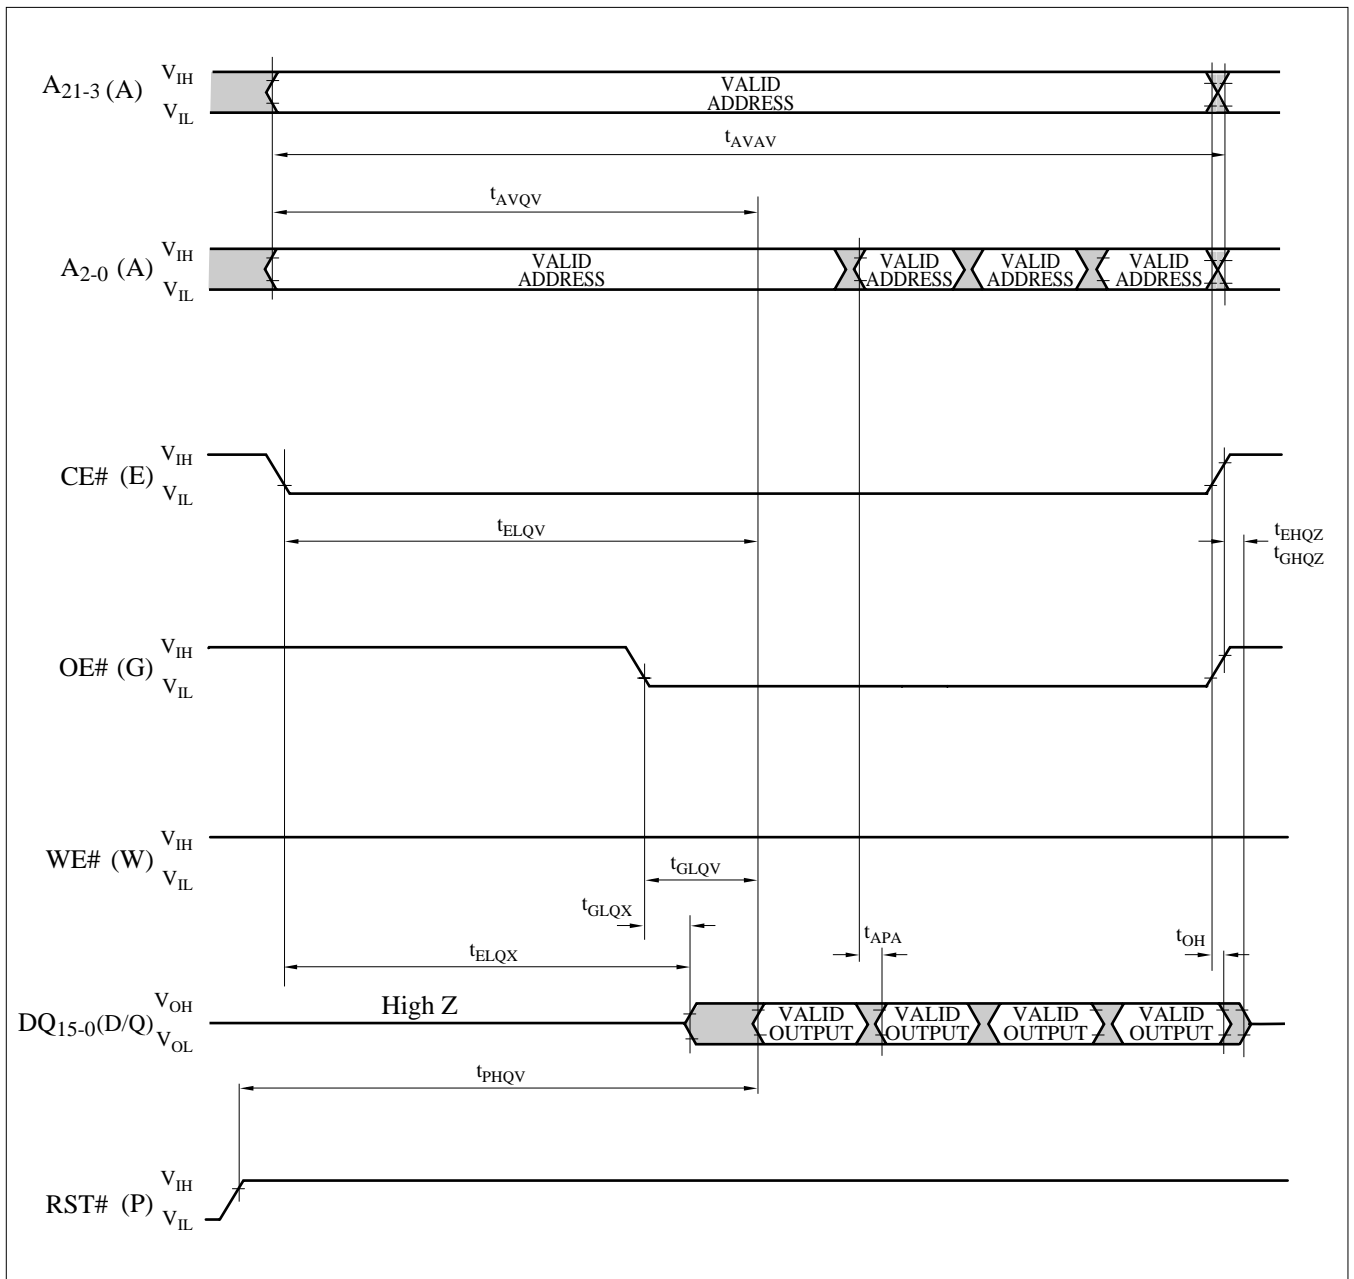 A21-3 (A) VIH VIL
VALID
ADDRESS
tAVAV
tAVQV
A2-0 (A) VIH VIL
VALID
ADDRESS
VALID
ADDRESS
VALID
ADDRESS
VALID
ADDRESS
CE# (E) VIH VIL
tELQV
tEHQZ
tGHQZ
OE# (G) VIH VIL
WE# (W) VIH VIL
tGLQV
tGLQX
tAPA
tOH
tELQX
DQ15-0(D/Q) VOH VOL
High Z
VALID
OUTPUT
VALID
OUTPUT
VALID
OUTPUT
VALID
OUTPUT
tPHQV
RST# (P) VIH VIL